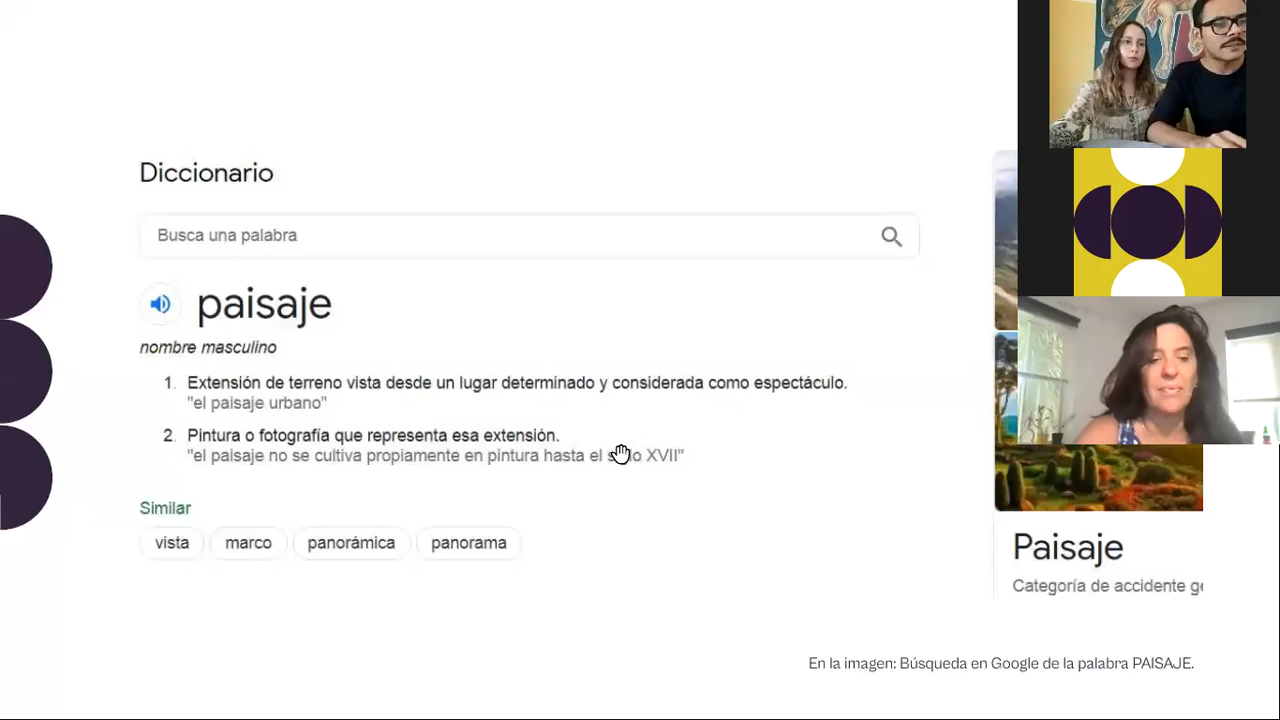 Diccionario
Busca una palabra
paisaje
nombre masculino
1. Extensión de terreno vista desde un lugar determinado y considerada como espectáculo.
"el paisaje urbano"
2. Pintura o fotografía que representa esa extensión.
"el paisaje no se cultiva propiamente en pintura hasta el XVII"
Similar
vista marco panorámica panorama
Paisaje
Categoría de accidente
En la imagen: Búsqueda en Google de la palabra PAISAJE.